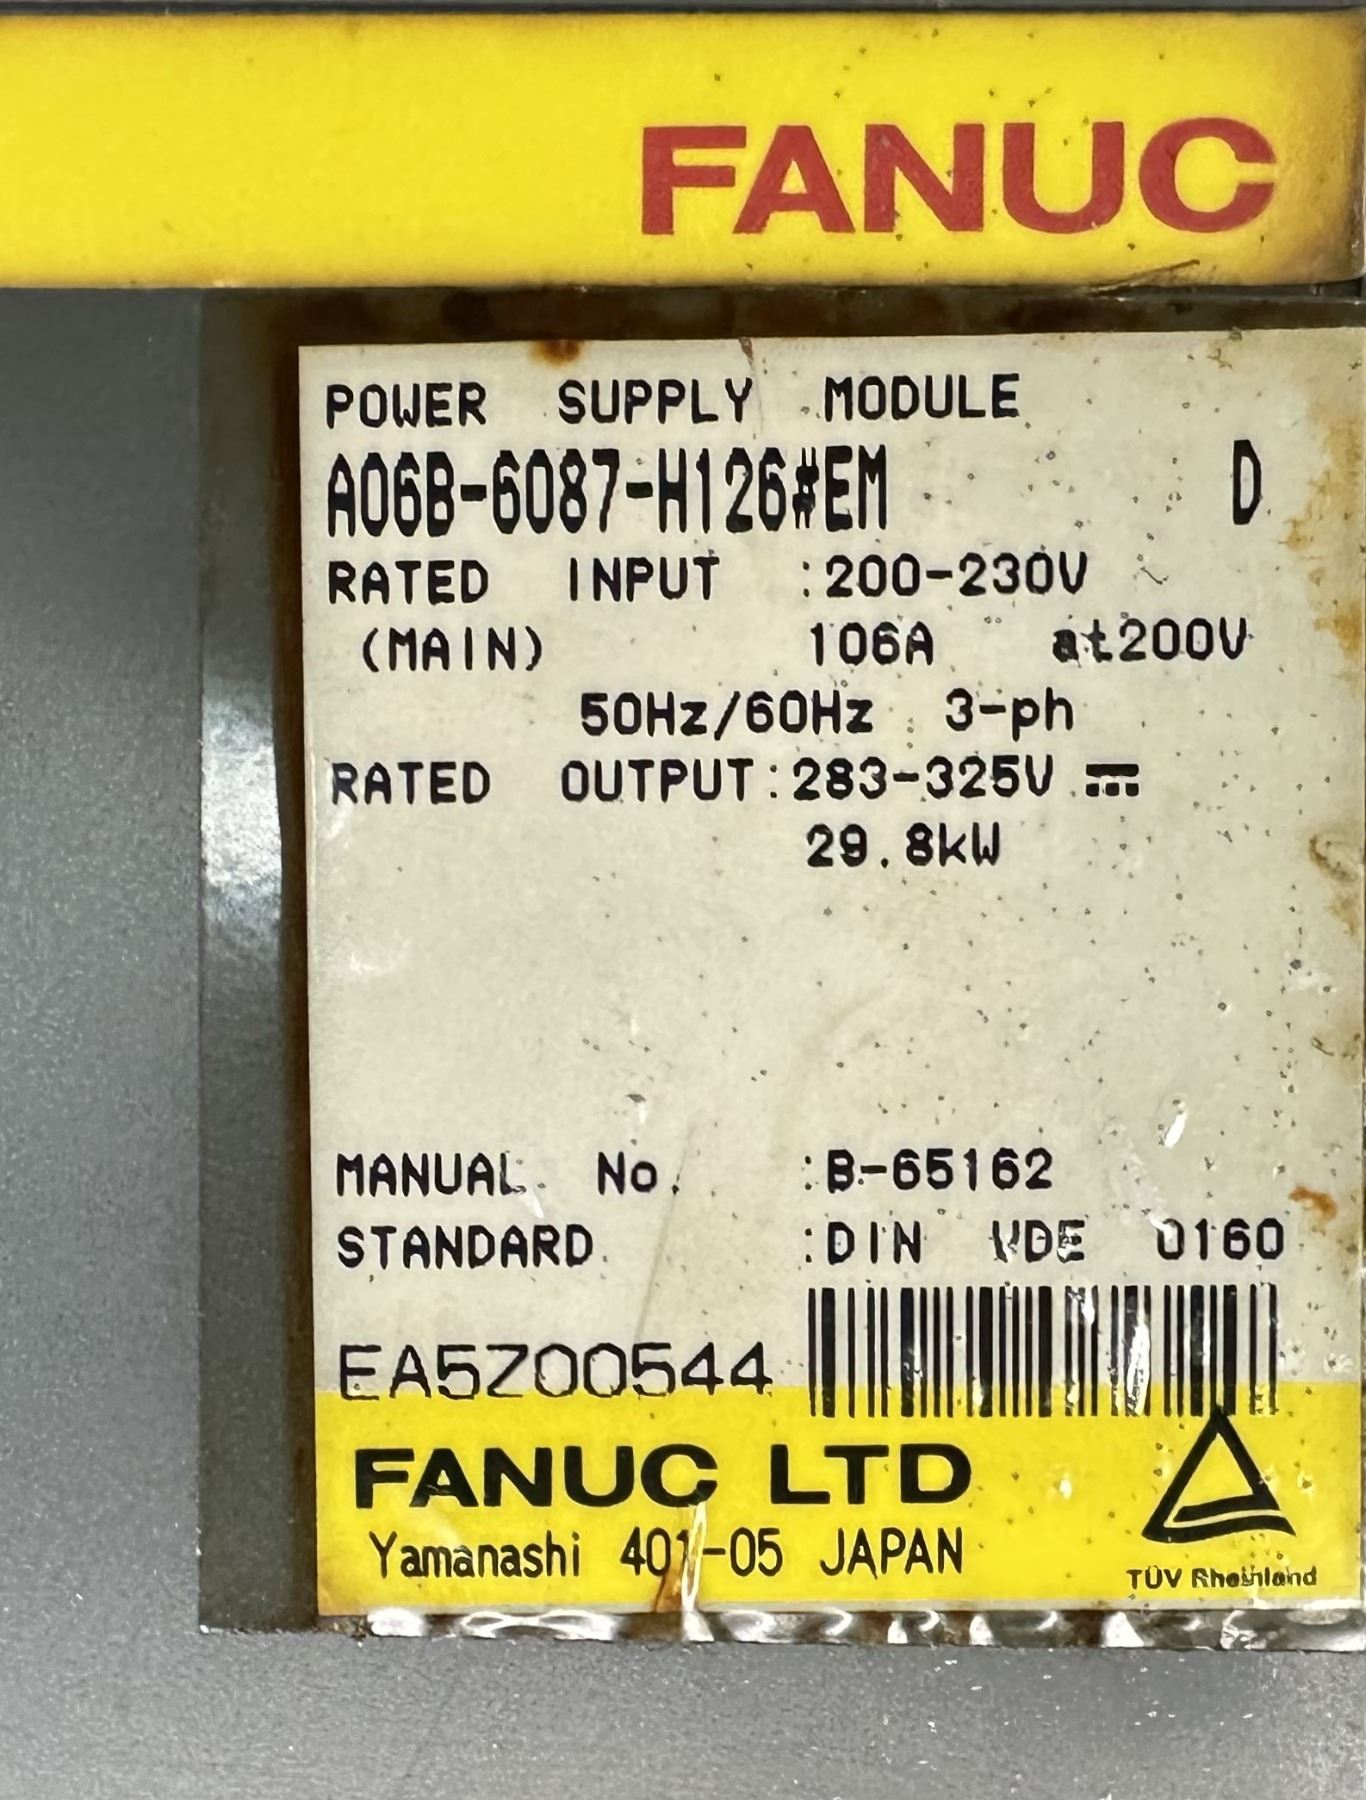 FANUC
POWER SUPPLY MODULE
A06B-6087-H126#EM D
RATED INPUT :200-230V
(MAIN) 106A at200V
50Hz/60Hz 3-ph
RATED OUTPUT:283-325V ⎓
29.8kW
MANUAL No. :B-65162
STANDARD :DIN VDE 0160
EA5Z00544
FANUC LTD
Yamanashi 401-05 JAPAN
TÜV Rheinland